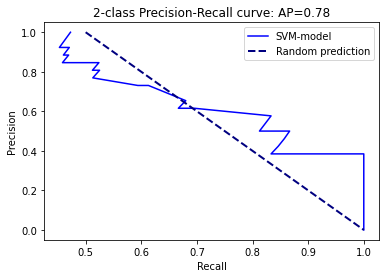 2-class Precision-Recall curve: AP=0.78
SVM-model
Random prediction
Precision
1.0
0.8
0.6
0.4
0.2
0.0
0.5
0.6
0.7
0.8
0.9
1.0
Recall